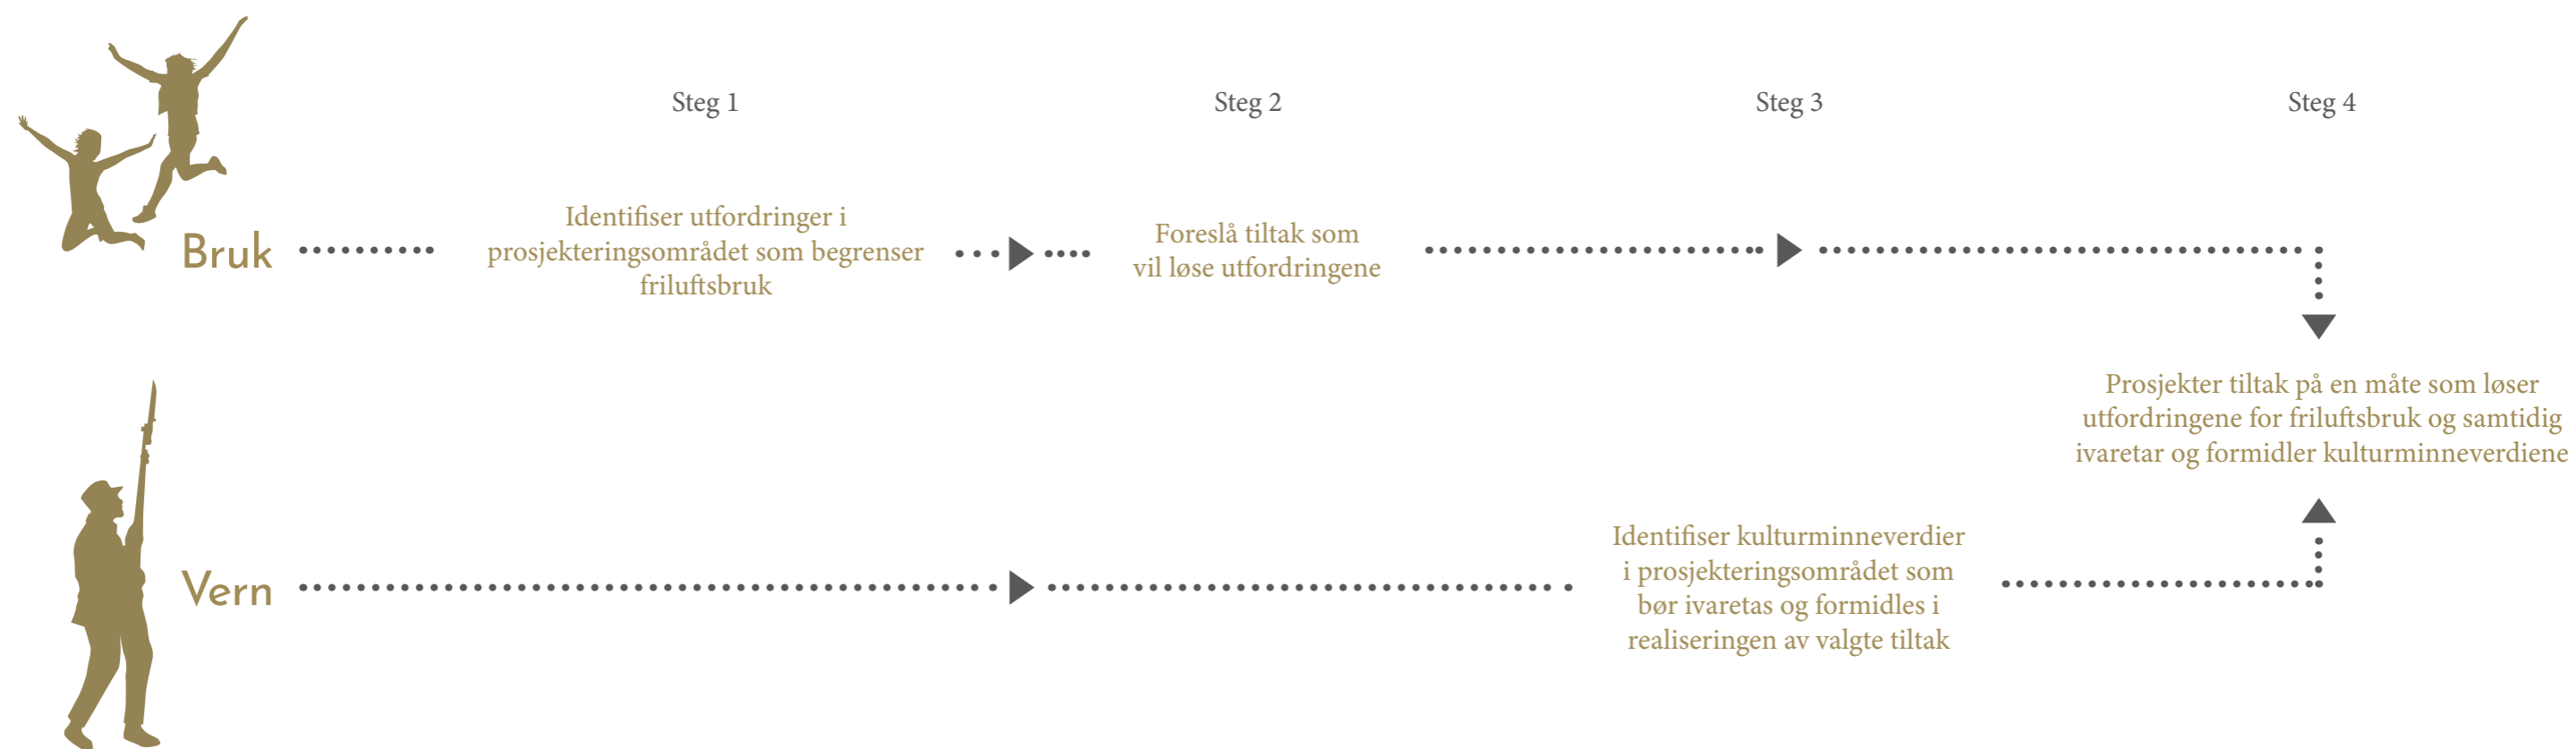 Steg 1
Steg 2
Steg 3
Steg 4
Bruk
Identifiser utfordringer i
prosjekteringsområdet som begrenser
friluftsbruk
Foreslå tiltak som
vil løse utfordringene
Prosjekter tiltak på en måte som løser
utfordringene for friluftsbruk og samtidig
ivaretar og formidler kulturminneverdiene
Vern
Identifiser kulturminneverdier
i prosjekteringsområdet som
bør ivaretas og formidles i
realiseringen av valgte tiltak